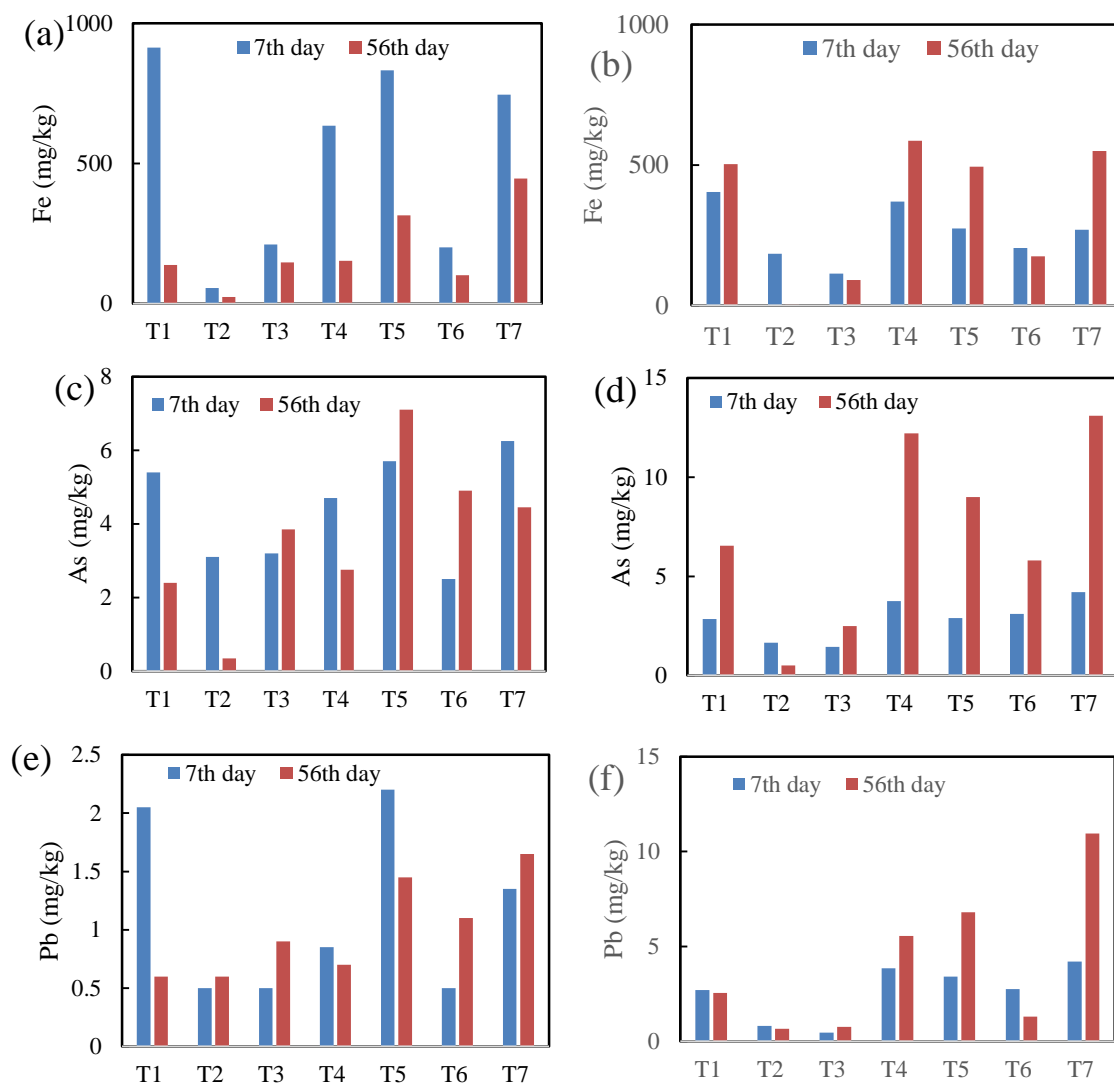 (a)
1000
500
0
Fe (mg/kg)
7th day 56th day
T1 T2 T3 T4 T5 T6 T7
(b)
1000
500
0
Fe (mg/kg)
7th day 56th day
T1 T2 T3 T4 T5 T6 T7
(c)
8
6
4
2
0
As (mg/kg)
7th day 56th day
T1 T2 T3 T4 T5 T6 T7
(d)
15
10
5
0
As (mg/kg)
7th day 56th day
T1 T2 T3 T4 T5 T6 T7
(e)
2.5
2
1.5
1
0.5
0
Pb (mg/kg)
7th day 56th day
T1 T2 T3 T4 T5 T6 T7
(f)
15
10
5
0
Pb (mg/kg)
7th day 56th day
T1 T2 T3 T4 T5 T6 T7